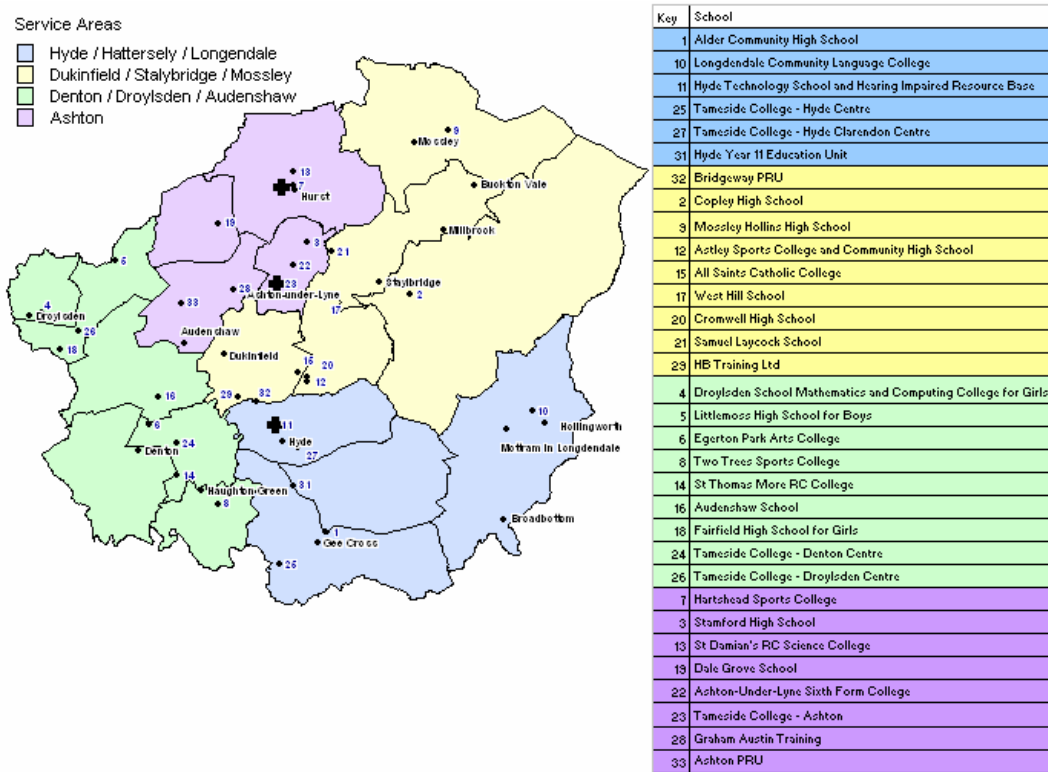 Service Areas
Hyde / Hattersely / Longendale
Dukinfield / Stalybridge / Mossley
Denton / Droylsden / Audenshaw
Ashton
9
Mossley
13
7
Hurst
Buckton Vale
19
Millbrook
3
21
5
22
23
Ashton-under-Lyne
28
Staylbridge
2
33
17
4
Droylsden
26
18
Audenshaw
Dukinfield
15
20
12
29
32
16
10
Hollingworth
Mottram in Longdendale
6
11
Hyde
24
Denton
27
14
31
Haughton Green
8
Broadbottom
1
Gee Cross
25
Key School
1 Alder Community High School
10 Longdendale Community Language College
11 Hyde Technology School and Hearing Impaired Resource Base
25 Tameside College - Hyde Centre
27 Tameside College - Hyde Clarendon Centre
31 Hyde Year 11 Education Unit
32 Bridgeway PRU
2 Copley High School
9 Mossley Hollins High School
12 Astley Sports College and Community High School
15 All Saints Catholic College
17 West Hill School
20 Cromwell High School
21 Samuel Laycock School
29 HB Training Ltd
4 Droylsden School Mathematics and Computing College for Girls
5 Littlemoss High School for Boys
6 Egerton Park Arts College
8 Two Trees Sports College
14 St Thomas More RC College
16 Audenshaw School
18 Fairfield High School for Girls
24 Tameside College - Denton Centre
26 Tameside College - Droylsden Centre
7 Hartshead Sports College
3 Stamford High School
13 St Damian's RC Science College
19 Dale Grove School
22 Ashton-Under-Lyne Sixth Form College
23 Tameside College - Ashton
28 Graham Austin Training
33 Ashton PRU